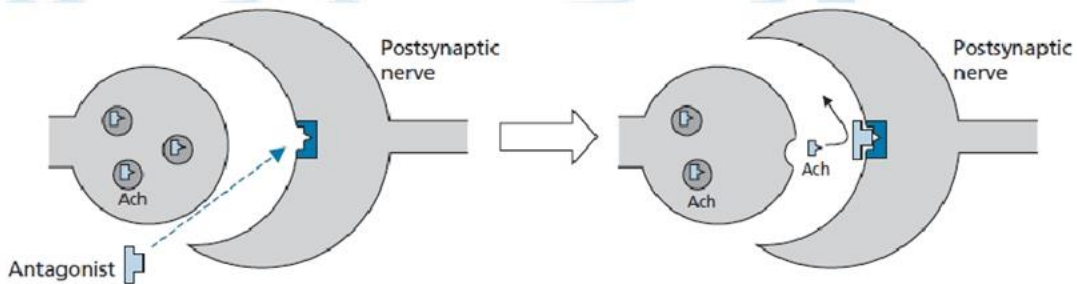 Postsynaptic
nerve
Ach
Antagonist
Postsynaptic
nerve
Ach
Ach